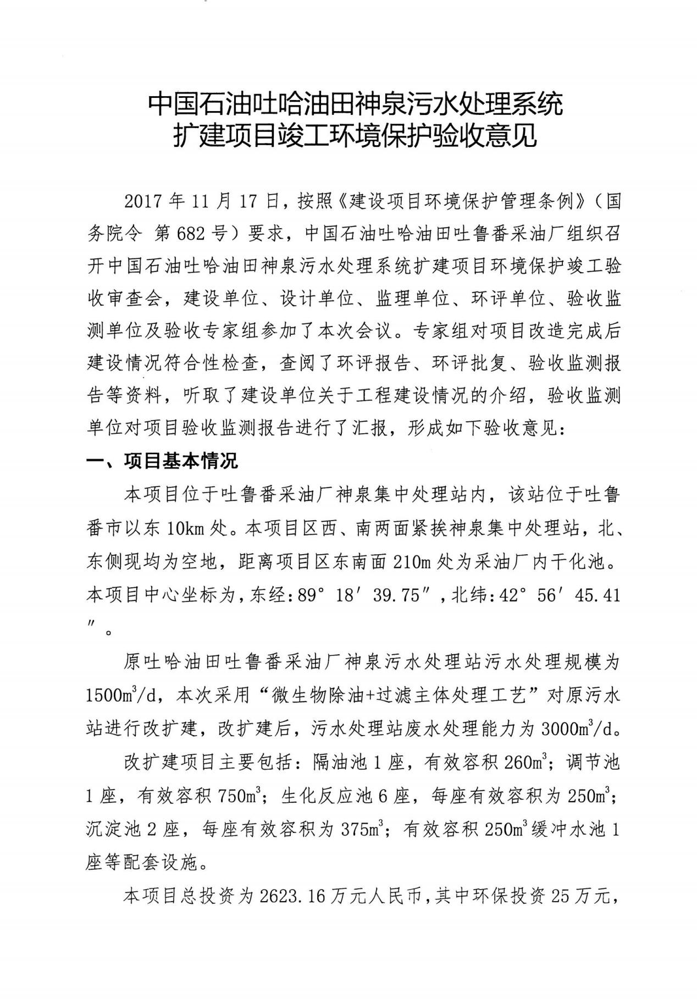 中国石油吐哈油田神泉污水处理系统
扩建项目竣工环境保护验收意见
2017 年 11 月 17 日，按照《建设项目环境保护管理条例》（国
务院令 第 682 号）要求，中国石油吐哈油田吐鲁番采油厂组织召
开中国石油吐哈油田神泉污水处理系统扩建项目环境保护竣工验
收审查会，建设单位、设计单位、监理单位、环评单位、验收监
测单位及验收专家组参加了本次会议。专家组对项目改造完成后
建设情况符合性检查，查阅了环评报告、环评批复、验收监测报
告等资料，听取了建设单位关于工程建设情况的介绍，验收监测
单位对项目验收监测报告进行了汇报，形成如下验收意见：
一、项目基本情况
本项目位于吐鲁番采油厂神泉集中处理站内，该站位于吐鲁
番市以东 10km 处。本项目区西、南两面紧挨神泉集中处理站，北、
东侧现均为空地，距离项目区东南面 210m 处为采油厂内干化池。
本项目中心坐标为，东经：89° 18′ 39.75″，北纬：42° 56′ 45.41
″。
原吐哈油田吐鲁番采油厂神泉污水处理站污水处理规模为
1500m³/d，本次采用“微生物除油+过滤主体处理工艺”对原污水
站进行改扩建，改扩建后，污水处理站废水处理能力为 3000m³/d。
改扩建项目主要包括：隔油池 1 座，有效容积 260m³；调节池
1 座，有效容积 750m³；生化反应池 6 座，每座有效容积为 250m³；
沉淀池 2 座，每座有效容积为 375m³；有效容积 250m³缓冲水池 1
座等配套设施。
本项目总投资为 2623.16 万元人民币，其中环保投资 25 万元，